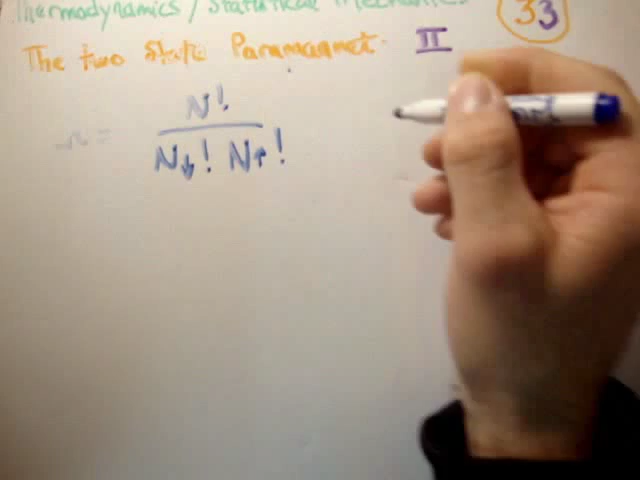 Thermodynamics / Statistical Mechanics
33
The two State Paramagnet II
N!
N↓! N↑!